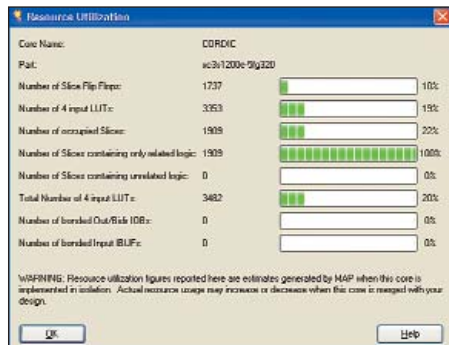 Resource Utilization
Core Name: CORDIC
Part: xc3s1200e-5fg320
Number of Slice Flip Flops: 1737 10%
Number of 4 input LUTs: 3353 19%
Number of occupied Slices: 1909 22%
Number of Slices containing only related logic: 1909 100%
Number of Slices containing unrelated logic: 0 0%
Total Number of 4 input LUTs: 3482 20%
Number of bonded Out/Bidi IOBs: 0 0%
Number of bonded Input IBUFs: 0 0%
WARNING: Resource utilization figures reported here are estimates generated by MAP when this core is
implemented in isolation. Actual resource usage may increase or decrease when this core is merged with your
design.
OK Help